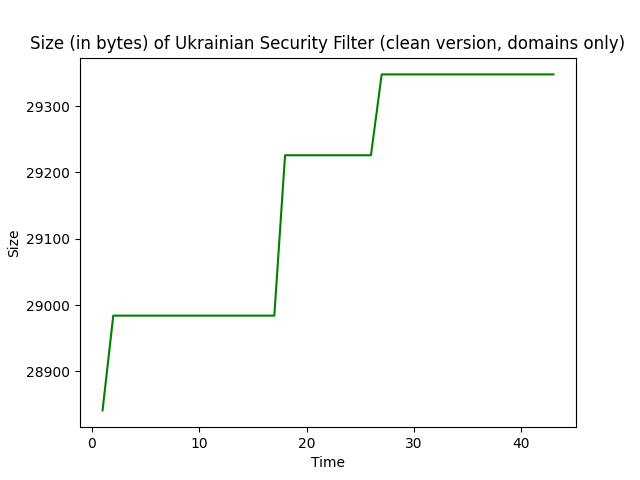 Size (in bytes) of Ukrainian Security Filter (clean version, domains only)
29300
29200
29100
29000
28900
Size
0 10 20 30 40
Time